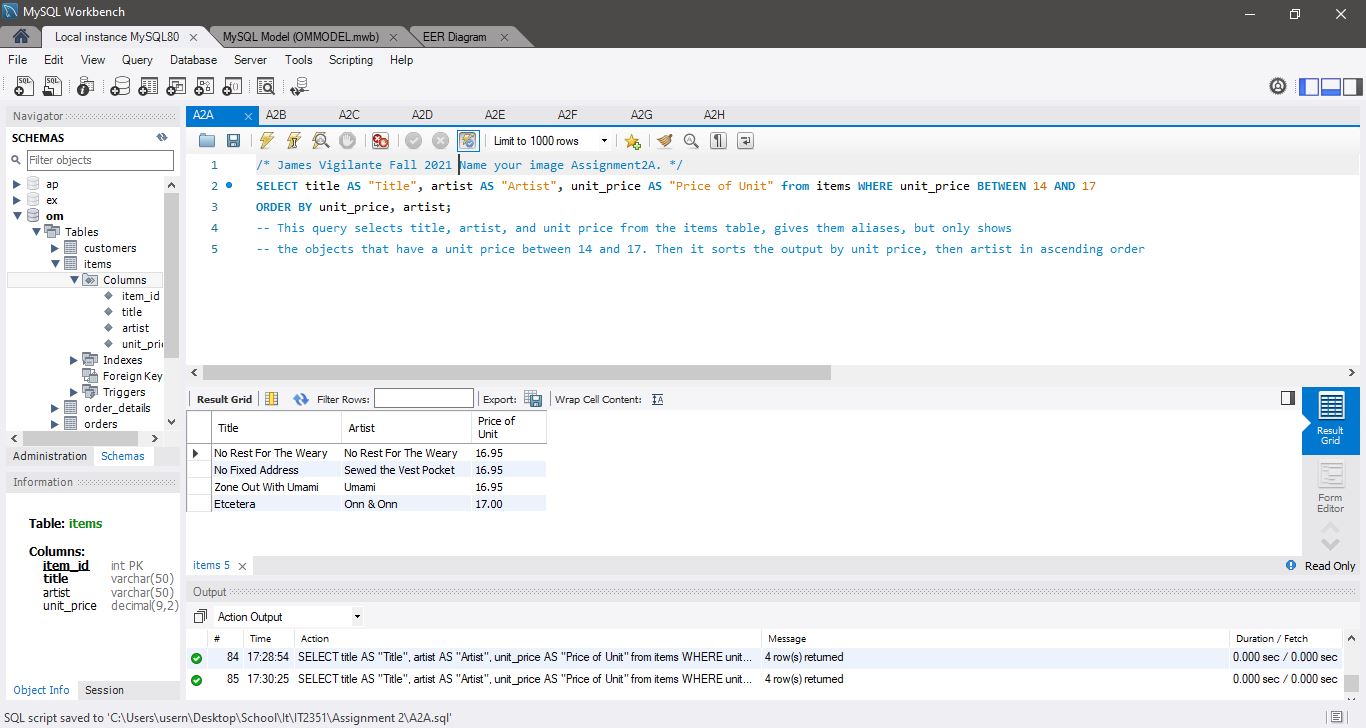 MySQL Workbench
Local instance MySQL80 MySQL Model (OMMODEL.mwb) EER Diagram
File Edit View Query Database Server Tools Scripting Help
Navigator
SCHEMAS
Filter objects
ap
ex
om
Tables
customers
items
Columns
item_id
title
artist
unit_pri
Indexes
Foreign Key
Triggers
order_details
orders
Administration Schemas
Information
Table: items
Columns:
item_id int PK
title varchar(50)
artist varchar(50)
unit_price decimal(9,2)
Object Info Session
A2A A2B A2C A2D A2E A2F A2G A2H
Limit to 1000 rows
1 /* James Vigilante Fall 2021 Name your image Assignment2A. */
2 SELECT title AS "Title", artist AS "Artist", unit_price AS "Price of Unit" from items WHERE unit_price BETWEEN 14 AND 17
3 ORDER BY unit_price, artist;
4 -- This query selects title, artist, and unit price from the items table, gives them aliases, but only shows
5 -- the objects that have a unit price between 14 and 17. Then it sorts the output by unit price, then artist in ascending order
Result Grid Filter Rows: Export: Wrap Cell Content:
Title Artist Price of Unit
No Rest For The Weary No Rest For The Weary 16.95
No Fixed Address Sewed the Vest Pocket 16.95
Zone Out With Umami Umami 16.95
Etcetera Onn & Onn 17.00
Result Grid
Form Editor
items 5 Read Only
Output
Action Output
# Time Action Message Duration / Fetch
84 17:28:54 SELECT title AS "Title", artist AS "Artist", unit_price AS "Price of Unit" from items WHERE unit... 4 row(s) returned 0.000 sec / 0.000 sec
85 17:30:25 SELECT title AS "Title", artist AS "Artist", unit_price AS "Price of Unit" from items WHERE unit... 4 row(s) returned 0.000 sec / 0.000 sec
SQL script saved to 'C:\Users\usern\Desktop\School\It\IT2351\Assignment 2\A2A.sql'